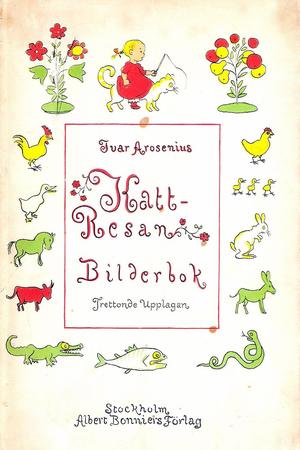 Ivar Arosenius
Katt-
Resan
Bilderbok
Trettonde Upplagan
Stockholm
Albert Bonniers Förlag